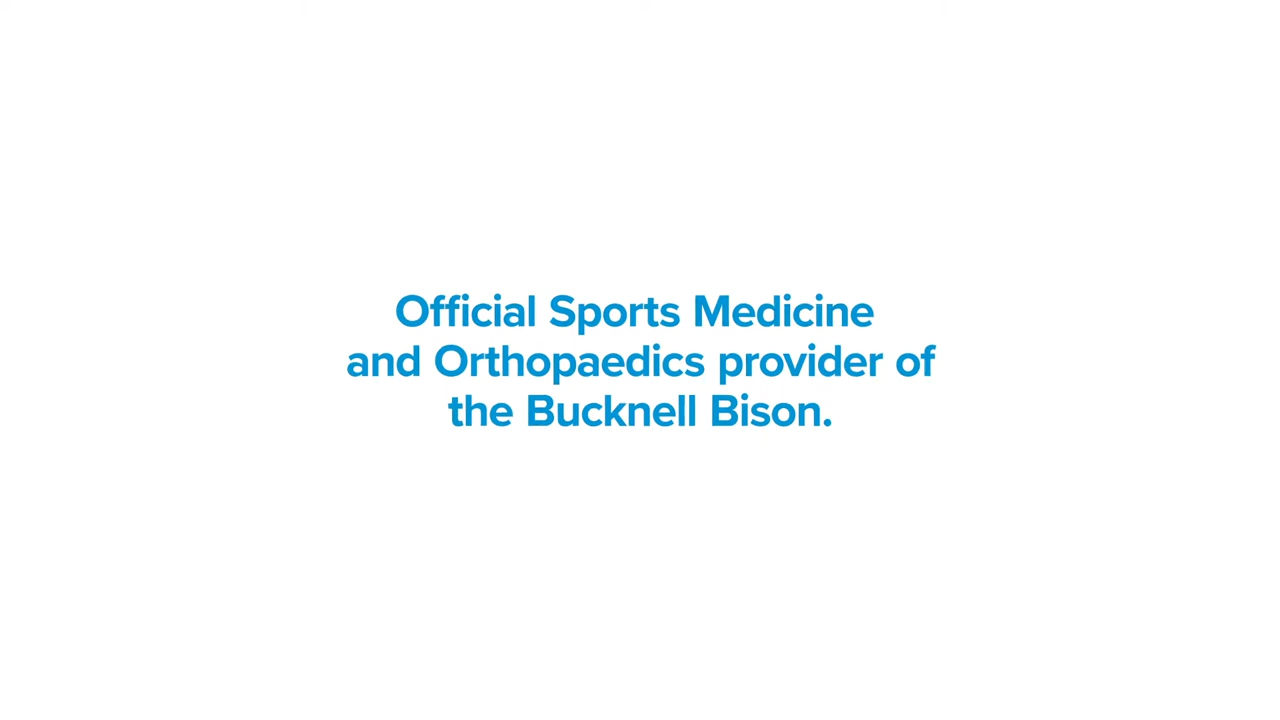 Official Sports Medicine
and Orthopaedics provider of
the Bucknell Bison.